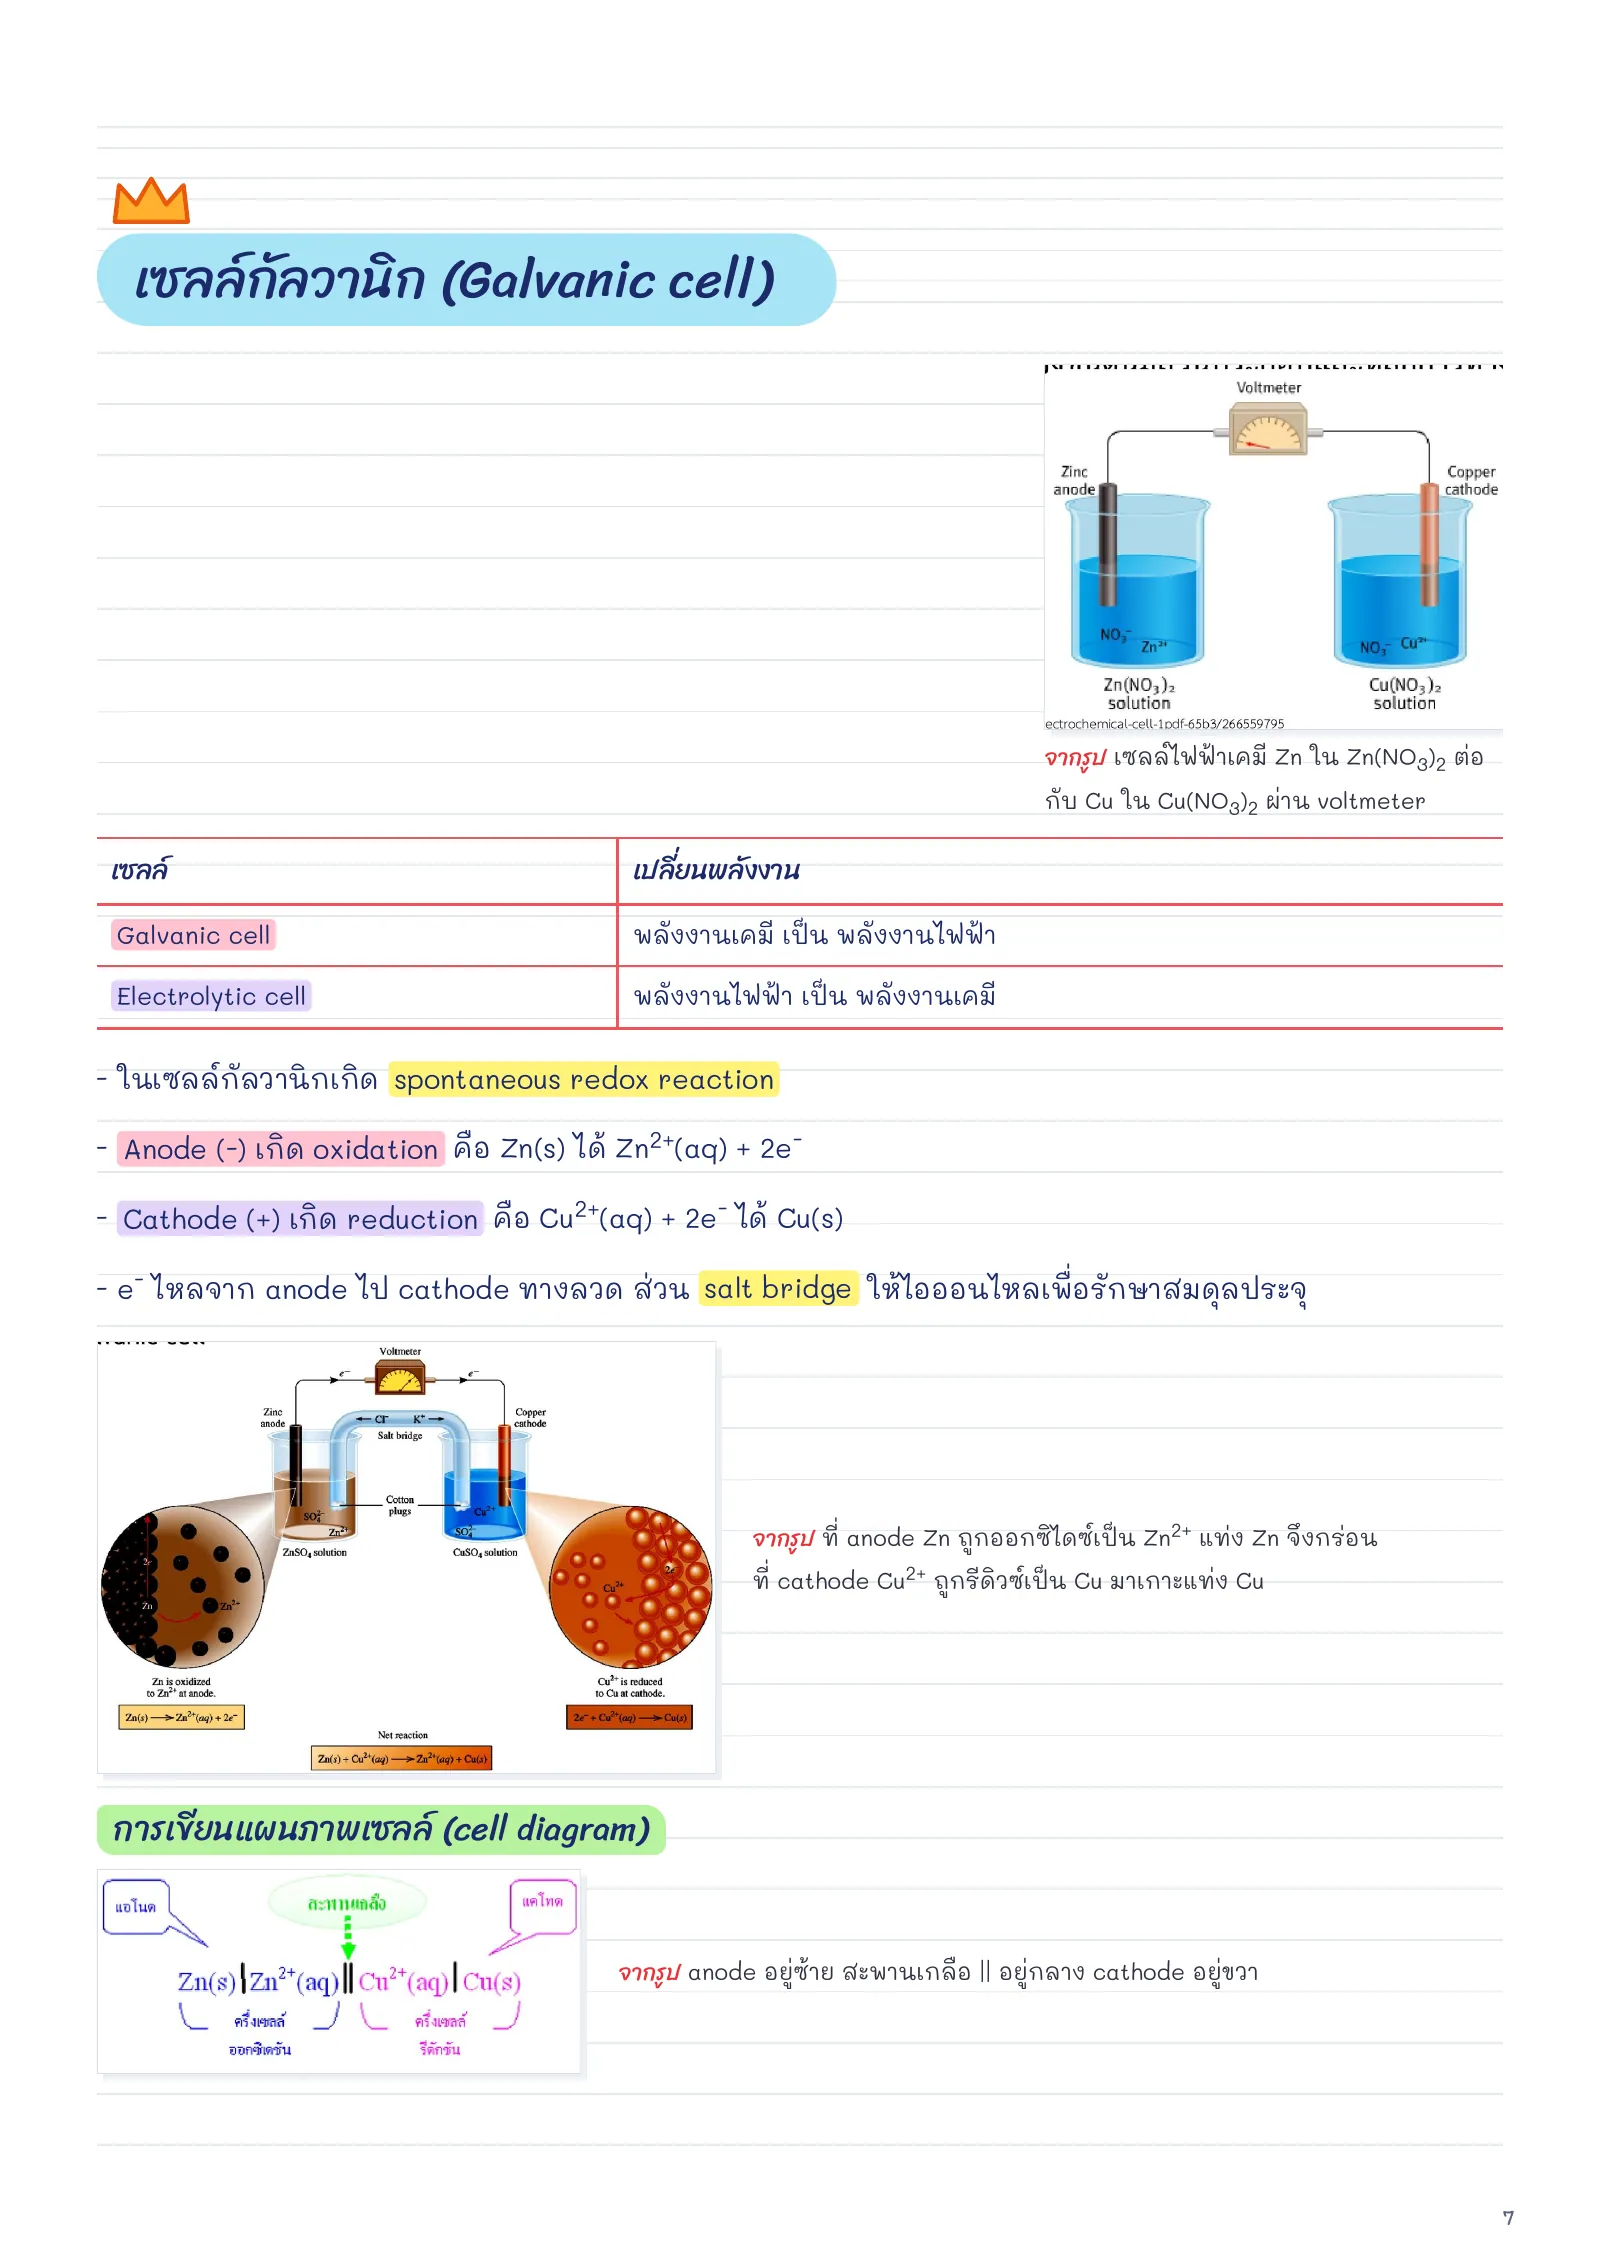 เซลล์กัลวานิก (Galvanic cell)
Voltmeter
Zinc
anode
Copper
cathode
NO₃⁻
Zn²⁺
NO₃⁻
Cu²⁺
Zn(NO₃)₂
solution
Cu(NO₃)₂
solution
ectrochemical-cell-1pdf-65b3/266559795
จากรูป เซลล์ไฟฟ้าเคมี Zn ใน Zn(NO₃)₂ ต่อ
กับ Cu ใน Cu(NO₃)₂ ผ่าน voltmeter
เซลล์ เปลี่ยนพลังงาน
Galvanic cell พลังงานเคมี เป็น พลังงานไฟฟ้า
Electrolytic cell พลังงานไฟฟ้า เป็น พลังงานเคมี
- ในเซลล์กัลวานิกเกิด spontaneous redox reaction
- Anode (-) เกิด oxidation คือ Zn(s) ได้ Zn²⁺(aq) + 2e⁻
- Cathode (+) เกิด reduction คือ Cu²⁺(aq) + 2e⁻ ได้ Cu(s)
- e⁻ ไหลจาก anode ไป cathode ทางลวด ส่วน salt bridge ให้ไอออนไหลเพื่อรักษาสมดุลประจุ
Voltmeter
e⁻
e⁻
Zinc
anode
Cl⁻ K⁺
Salt bridge
Copper
cathode
Cotton
plugs
SO₄²⁻
Zn²⁺
Cu²⁺
SO₄²⁻
ZnSO₄ solution
CuSO₄ solution
2e⁻
Zn
Zn²⁺
Cu²⁺
2e⁻
Zn is oxidized
to Zn²⁺ at anode.
Cu²⁺ is reduced
to Cu at cathode.
Zn(s) ⟶ Zn²⁺(aq) + 2e⁻
2e⁻ + Cu²⁺(aq) ⟶ Cu(s)
Net reaction
Zn(s) + Cu²⁺(aq) ⟶ Zn²⁺(aq) + Cu(s)
จากรูป ที่ anode Zn ถูกออกซิไดซ์เป็น Zn²⁺ แท่ง Zn จึงกร่อน
ที่ cathode Cu²⁺ ถูกรีดิวซ์เป็น Cu มาเกาะแท่ง Cu
การเขียนแผนภาพเซลล์ (cell diagram)
แอโนด
สะพานเกลือ
แคโทด
Zn(s)|Zn²⁺(aq)||Cu²⁺(aq)|Cu(s)
ครึ่งเซลล์
ออกซิเดชัน
ครึ่งเซลล์
รีดักชัน
จากรูป anode อยู่ซ้าย สะพานเกลือ || อยู่กลาง cathode อยู่ขวา
7